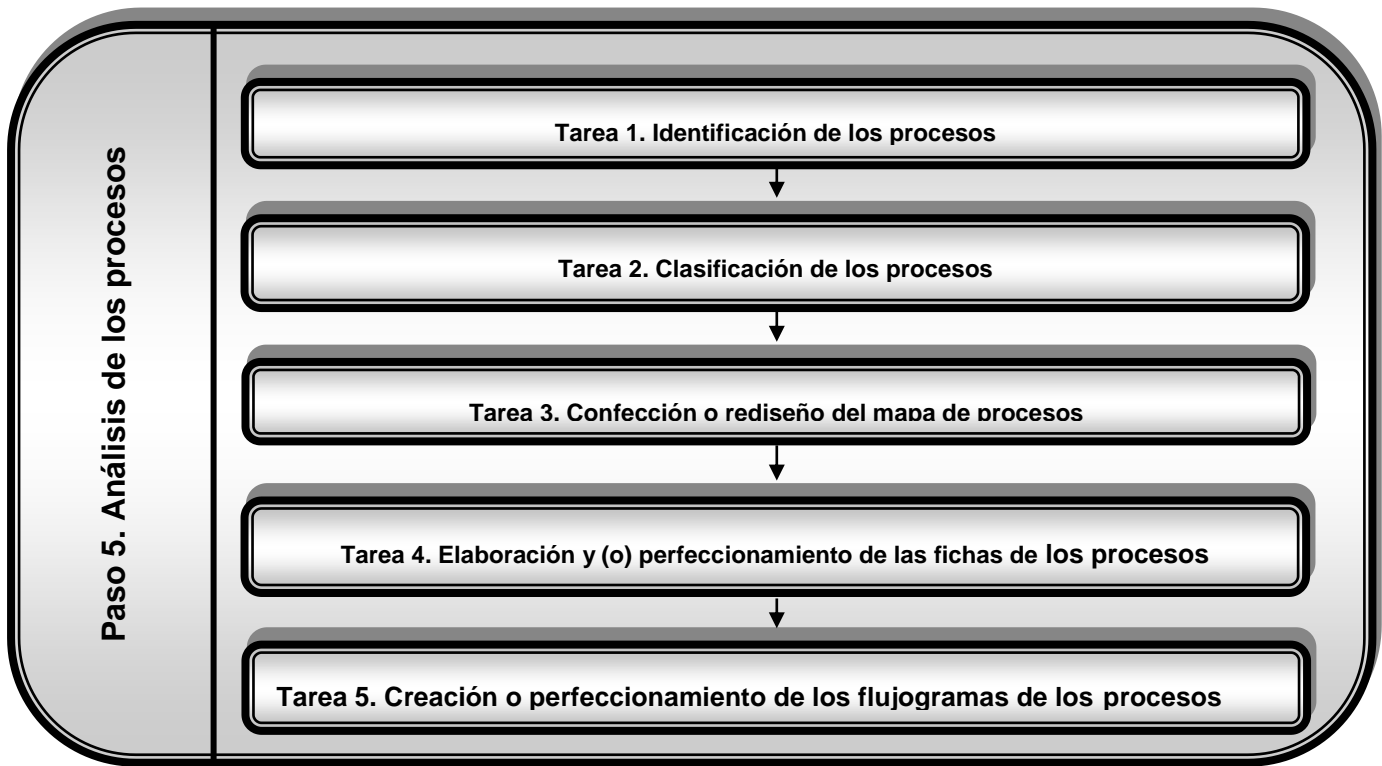 Paso 5. Análisis de los procesos
Tarea 1. Identificación de los procesos
Tarea 2. Clasificación de los procesos
Tarea 3. Confección o rediseño del mapa de procesos
Tarea 4. Elaboración y (o) perfeccionamiento de las fichas de los procesos
Tarea 5. Creación o perfeccionamiento de los flujogramas de los procesos